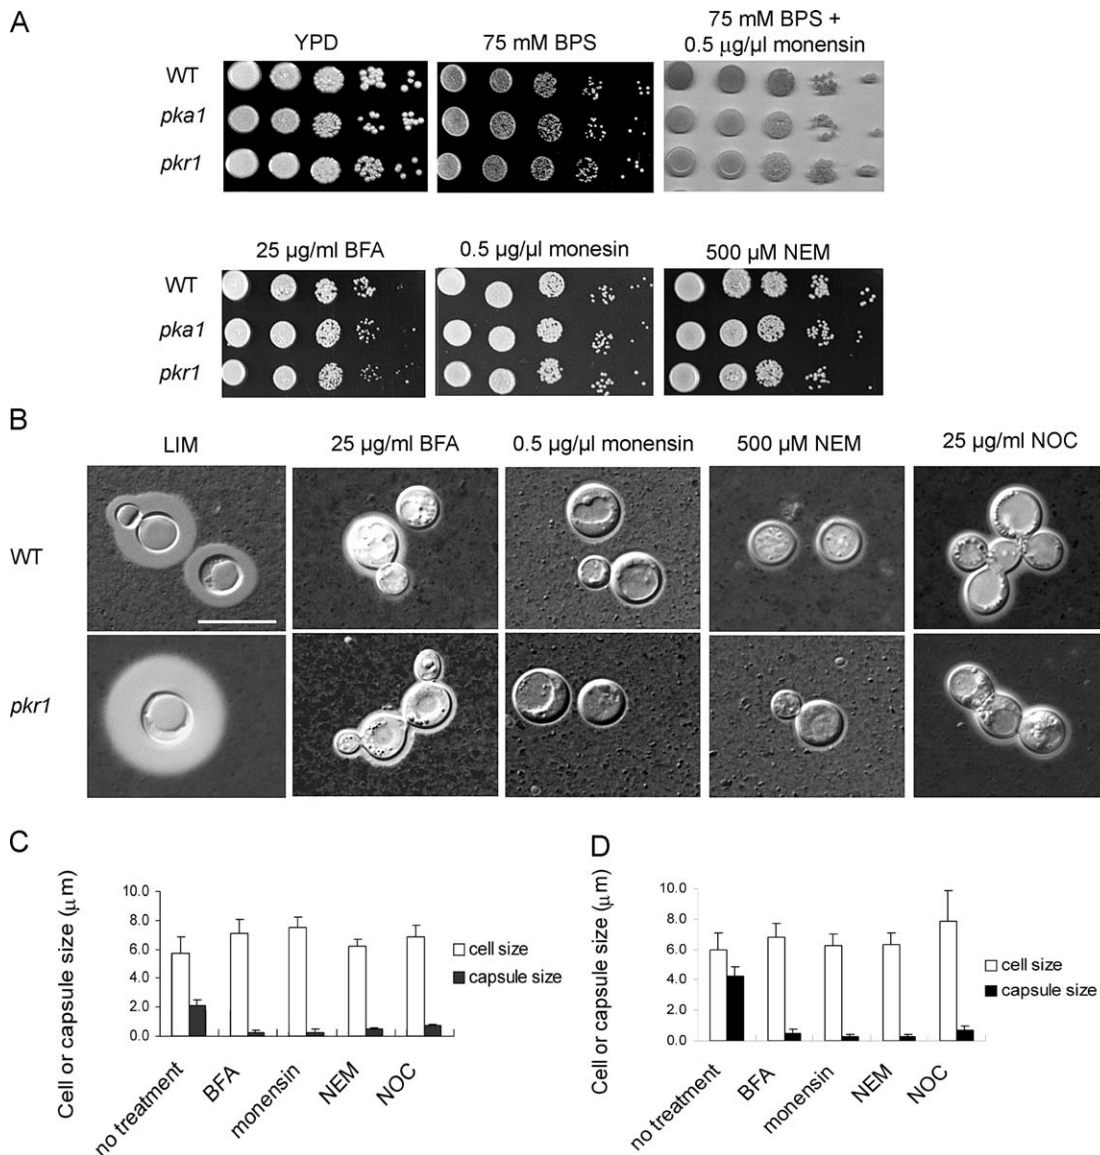 A
YPD
75 mM BPS
75 mM BPS +
0.5 µg/µl monensin
WT
pka1
pkr1
25 µg/ml BFA
0.5 µg/µl monesin
500 µM NEM
WT
pka1
pkr1
B
LIM
25 µg/ml BFA
0.5 µg/µl monensin
500 µM NEM
25 µg/ml NOC
WT
pkr1
C
Cell or capsule size (µm)
10.0
8.0
6.0
4.0
2.0
0.0
cell size
capsule size
no treatment
BFA
monensin
NEM
NOC
D
Cell or capsule size (µm)
10.0
8.0
6.0
4.0
2.0
0.0
cell size
capsule size
no treatment
BFA
monensin
NEM
NOC